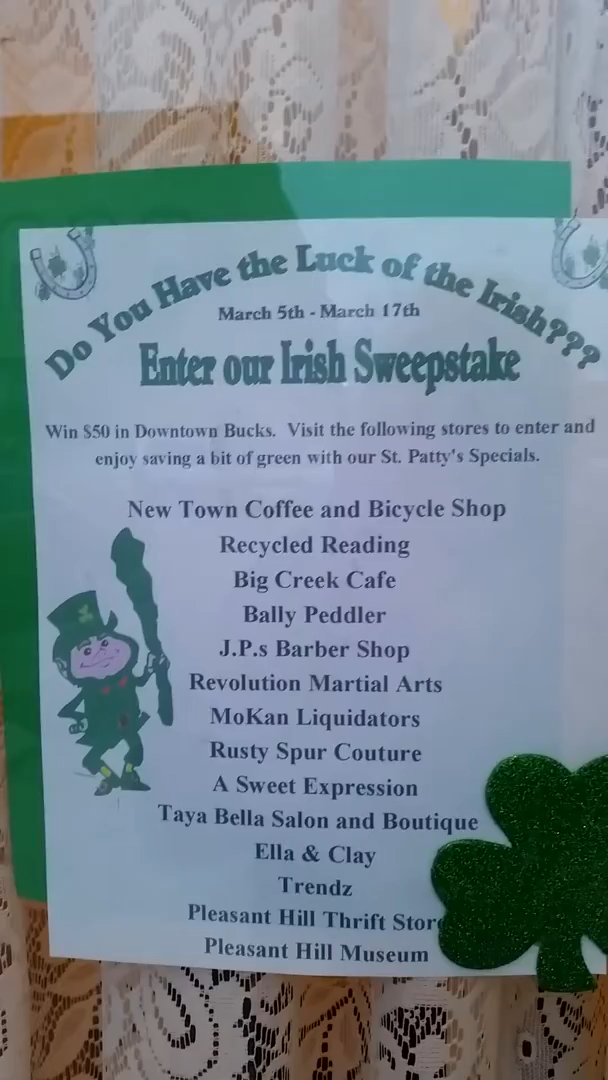 Do You Have the Luck of the Irish???
March 5th - March 17th
Enter our Irish Sweepstake
Win $50 in Downtown Bucks. Visit the following stores to enter and
enjoy saving a bit of green with our St. Patty's Specials.
New Town Coffee and Bicycle Shop
Recycled Reading
Big Creek Cafe
Bally Peddler
J.P.s Barber Shop
Revolution Martial Arts
MoKan Liquidators
Rusty Spur Couture
A Sweet Expression
Taya Bella Salon and Boutique
Ella & Clay
Trendz
Pleasant Hill Thrift Store
Pleasant Hill Museum